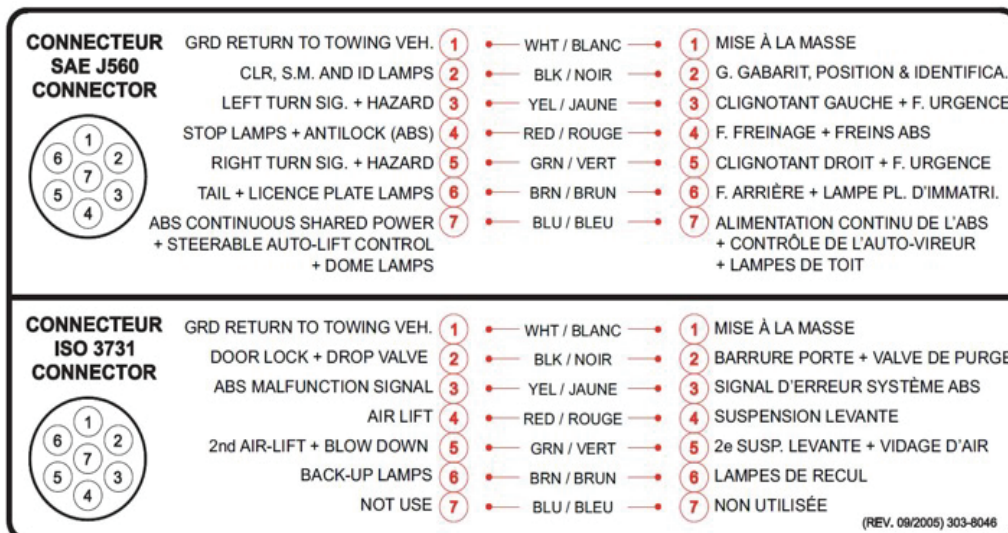 CONNECTEUR
SAE J560
CONNECTOR
1
2
3
4
5
6
7
GRD RETURN TO TOWING VEH. 1 WHT / BLANC 1 MISE À LA MASSE
CLR, S.M. AND ID LAMPS 2 BLK / NOIR 2 G. GABARIT, POSITION & IDENTIFICA.
LEFT TURN SIG. + HAZARD 3 YEL / JAUNE 3 CLIGNOTANT GAUCHE + F. URGENCE
STOP LAMPS + ANTILOCK (ABS) 4 RED / ROUGE 4 F. FREINAGE + FREINS ABS
RIGHT TURN SIG. + HAZARD 5 GRN / VERT 5 CLIGNOTANT DROIT + F. URGENCE
TAIL + LICENCE PLATE LAMPS 6 BRN / BRUN 6 F. ARRIÈRE + LAMPE PL. D'IMMATRI.
ABS CONTINUOUS SHARED POWER 7 BLU / BLEU 7 ALIMENTATION CONTINU DE L'ABS
+ STEERABLE AUTO-LIFT CONTROL + CONTRÔLE DE L'AUTO-VIREUR
+ DOME LAMPS + LAMPES DE TOIT
CONNECTEUR
ISO 3731
CONNECTOR
1
2
3
4
5
6
7
GRD RETURN TO TOWING VEH. 1 WHT / BLANC 1 MISE À LA MASSE
DOOR LOCK + DROP VALVE 2 BLK / NOIR 2 BARRURE PORTE + VALVE DE PURGE
ABS MALFUNCTION SIGNAL 3 YEL / JAUNE 3 SIGNAL D'ERREUR SYSTÈME ABS
AIR LIFT 4 RED / ROUGE 4 SUSPENSION LEVANTE
2nd AIR-LIFT + BLOW DOWN 5 GRN / VERT 5 2e SUSP. LEVANTE + VIDAGE D'AIR
BACK-UP LAMPS 6 BRN / BRUN 6 LAMPES DE RECUL
NOT USE 7 BLU / BLEU 7 NON UTILISÉE
(REV. 09/2005) 303-8046